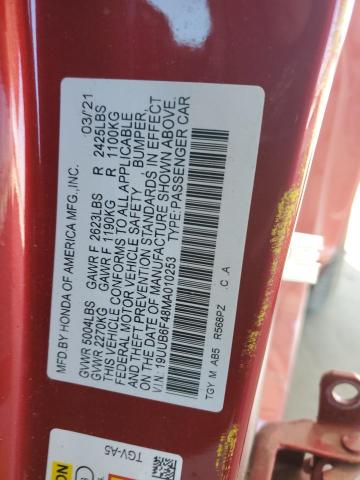 MFD. BY HONDA OF AMERICA MFG., INC. 03/21
GVWR 5004LBS GAWR F 2623LBS R 2425LBS
GVWR 2270KG GAWR F 1190KG R 1100KG
THIS VEHICLE CONFORMS TO ALL APPLICABLE
FEDERAL MOTOR VEHICLE SAFETY, BUMPER,
AND THEFT PREVENTION STANDARDS IN EFFECT
ON THE DATE OF MANUFACTURE SHOWN ABOVE.
V.I.N: 19UUB6F48MA010253 TYPE:PASSENGER CAR
TGY M AB5 R568PZ C A
TGV-A5